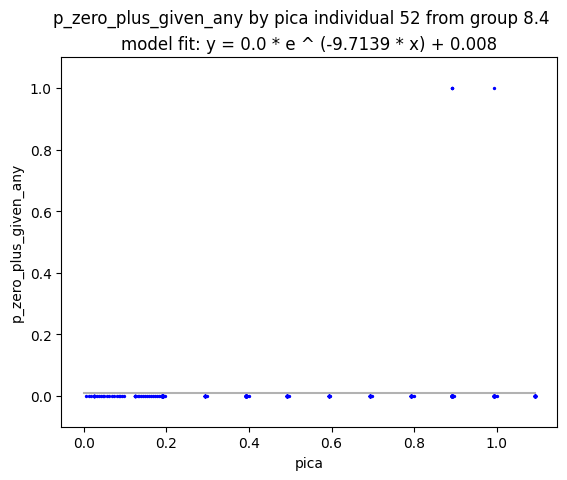 p_zero_plus_given_any by pica individual 52 from group 8.4
model fit: y = 0.0 * e ^ (-9.7139 * x) + 0.008
1.0
0.8
0.6
0.4
0.2
0.0
p_zero_plus_given_any
0.0 0.2 0.4 0.6 0.8 1.0
pica